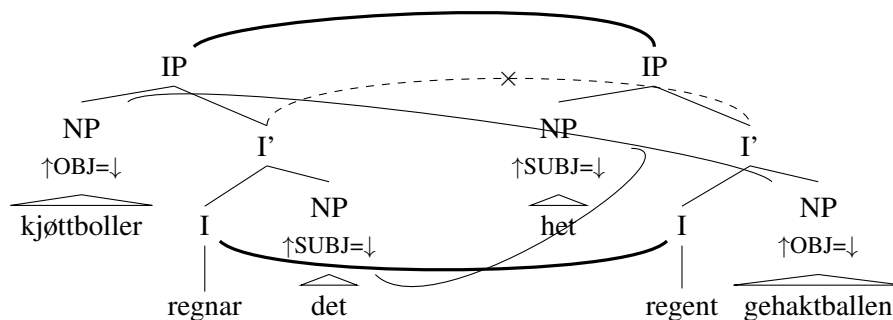 IP IP
NP I' NP I'
↑OBJ=↓ ↑SUBJ=↓
kjøttboller I NP het I NP
↑SUBJ=↓ ↑OBJ=↓
regnar det regent gehaktballen